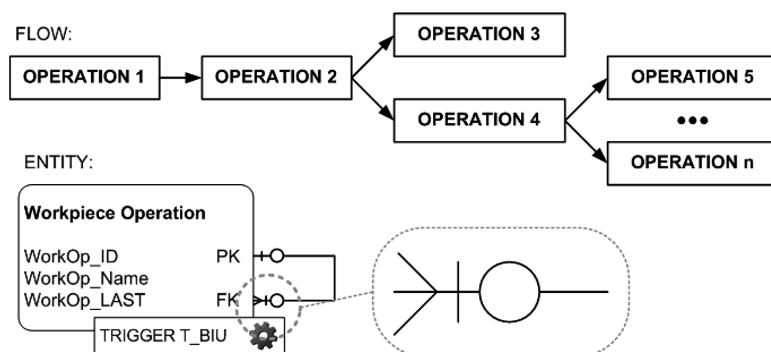 FLOW:
OPERATION 1
OPERATION 2
OPERATION 3
OPERATION 4
OPERATION 5
•••
OPERATION n
ENTITY:
Workpiece Operation
WorkOp_ID PK
WorkOp_Name
WorkOp_LAST FK
TRIGGER T_BIU